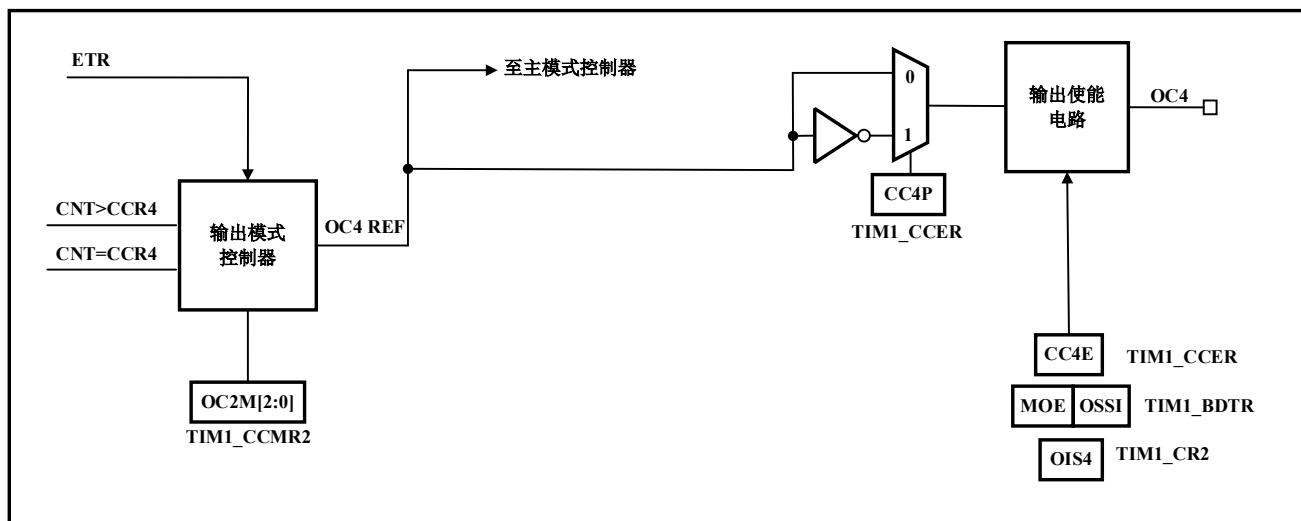 ETR
至主模式控制器
0
1
输出使能
电路
OC4
CC4P
TIM1_CCER
CNT>CCR4
CNT=CCR4
输出模式
控制器
OC4 REF
OC2M[2:0]
TIM1_CCMR2
CC4E
TIM1_CCER
MOE OSSI
TIM1_BDTR
OIS4
TIM1_CR2